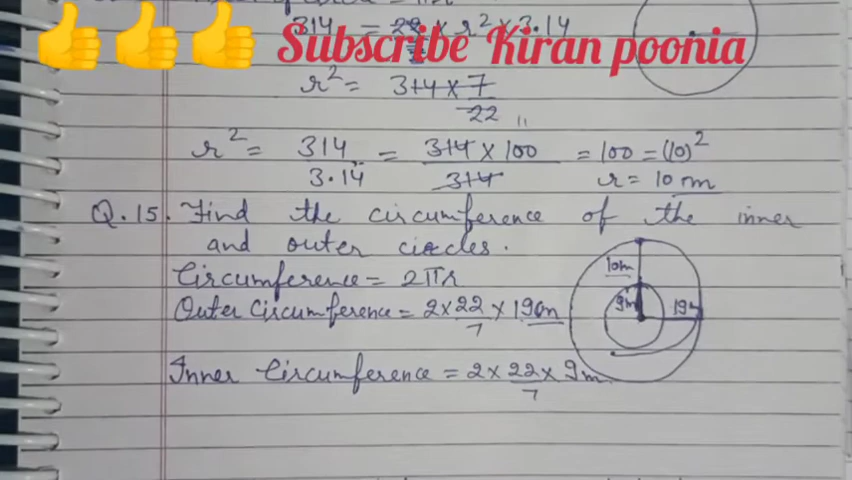 314 = 22 × r² × 3.14
Subscribe Kiran poonia
r² = 314 × 7
22
r² = 314 = 314 × 100 = 100 = (10)²
3.14 314 r = 10 m
Q.15. Find the circumference of the inner
and outer circles.
Circumference = 2πr
10m
Outer Circumference = 2 × 22 × 19m
7
9m 19m
Inner Circumference = 2 × 22 × 9m
7